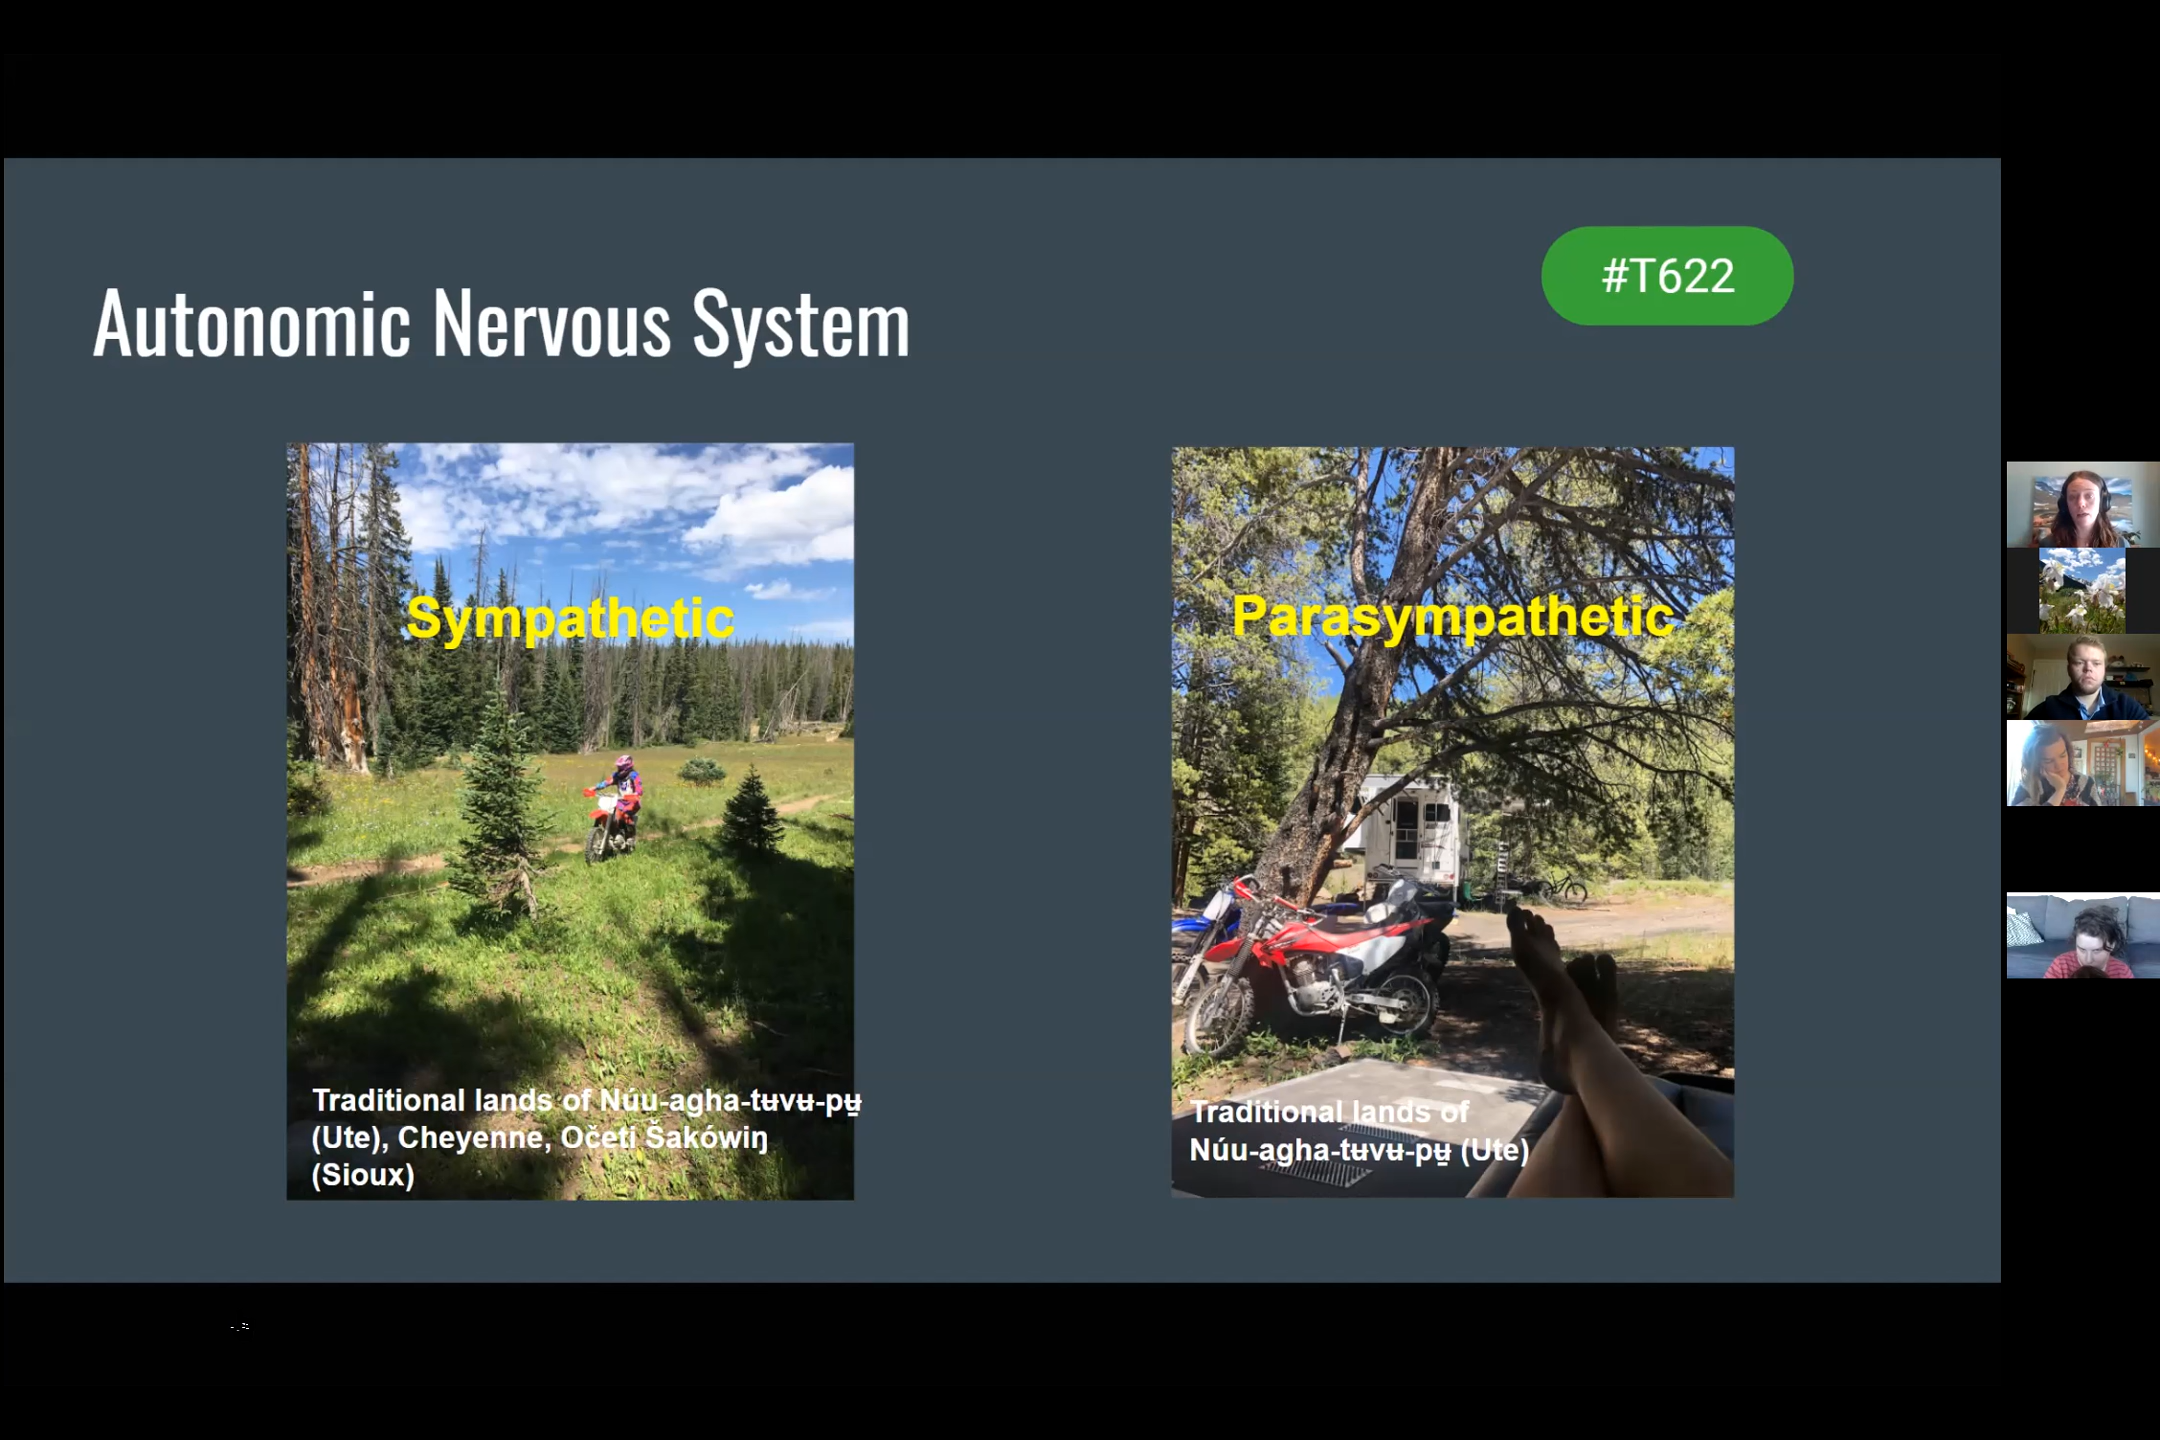 #T622
Autonomic Nervous System
Sympathetic
Parasympathetic
Traditional lands of Núu-agha-tʉvʉ-pʉ̱
(Ute), Cheyenne, Očeti Šakówiŋ
(Sioux)
Traditional lands of
Núu-agha-tʉvʉ-pʉ̱ (Ute)